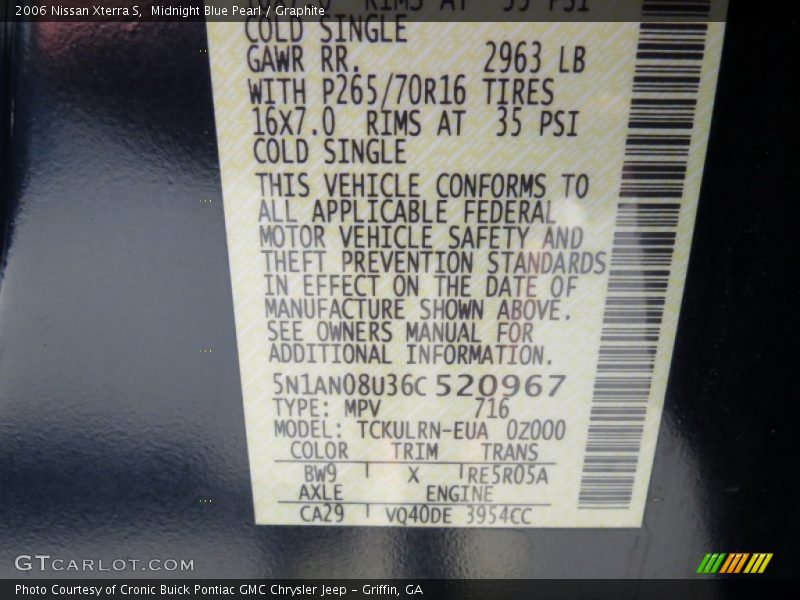 2006 Nissan Xterra S, Midnight Blue Pearl / Graphite
RIMS AT 35 PSI
COLD SINGLE
GAWR RR. 2963 LB
WITH P265/70R16 TIRES
16X7.0 RIMS AT 35 PSI
COLD SINGLE
THIS VEHICLE CONFORMS TO
ALL APPLICABLE FEDERAL
MOTOR VEHICLE SAFETY AND
THEFT PREVENTION STANDARDS
IN EFFECT ON THE DATE OF
MANUFACTURE SHOWN ABOVE.
SEE OWNERS MANUAL FOR
ADDITIONAL INFORMATION.
5N1AN08U36C520967
TYPE: MPV 716
MODEL: TCKULRN-EUA 0Z000
COLOR TRIM TRANS
BW9 X RE5R05A
AXLE ENGINE
CA29 VQ40DE 3954CC
GTCARLOT.COM
Photo Courtesy of Cronic Buick Pontiac GMC Chrysler Jeep - Griffin, GA